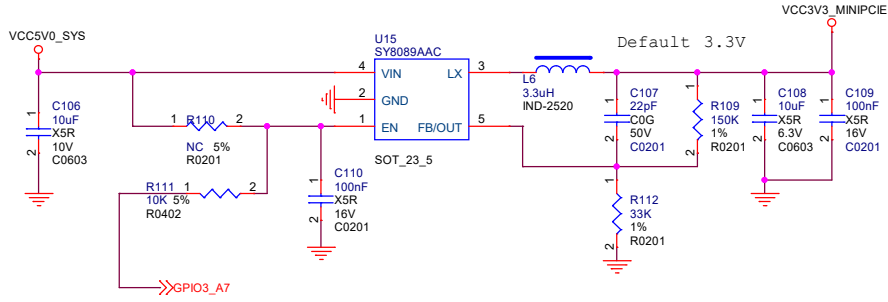 VCC3V3_MINIPCIE
VCC5V0_SYS
U15
SY8089AAC
Default 3.3V
4
VIN
LX
3
L6
3.3uH
IND-2520
2
GND
1
EN
FB/OUT
5
SOT_23_5
1
2
C106
10uF
X5R
10V
C0603
1
R110
2
NC 5%
R0201
R111
1
2
10K 5%
R0402
1
2
C110
100nF
X5R
16V
C0201
1
2
C107
22pF
C0G
50V
C0201
1
2
R109
150K
1%
R0201
1
2
C108
10uF
X5R
6.3V
C0603
1
2
C109
100nF
X5R
16V
C0201
1
2
R112
33K
1%
R0201
GPIO3_A7